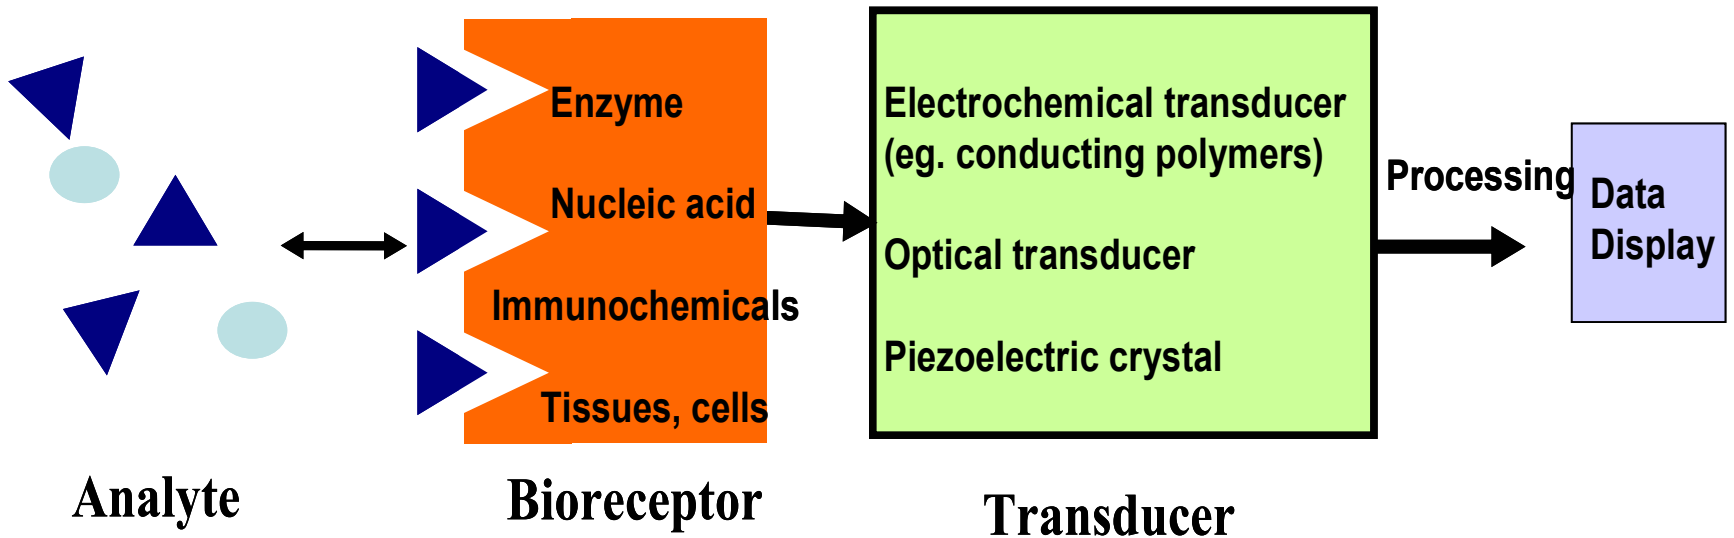 Enzyme
Nucleic acid
Immunochemicals
Tissues, cells
Electrochemical transducer
(eg. conducting polymers)
Optical transducer
Piezoelectric crystal
Processing
Data
Display
Analyte
Bioreceptor
Transducer